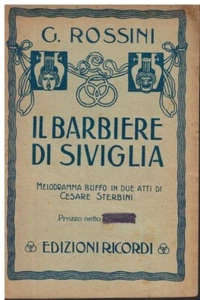 G. ROSSINI
IL BARBIERE
DI SIVIGLIA
MELODRAMMA BUFFO IN DUE ATTI DI
CESARE STERBINI
Prezzo netto
EDIZIONI RICORDI